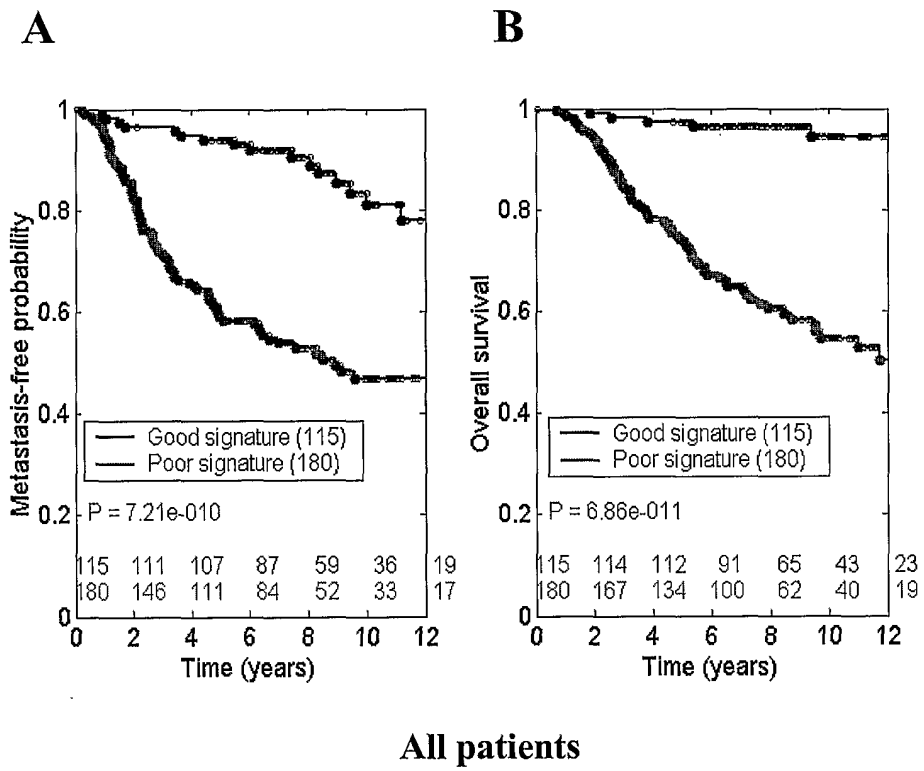 A
B
1
0.8
0.6
0.4
0.2
0
Metastasis-free probability
Good signature (115)
Poor signature (180)
P = 7.21e-010
115 111 107 87 59 36 19
180 146 111 84 52 33 17
0 2 4 6 8 10 12
Time (years)
1
0.8
0.6
0.4
0.2
0
Overall survival
Good signature (115)
Poor signature (180)
P = 6.86e-011
115 114 112 91 65 43 23
180 167 134 100 62 40 19
0 2 4 6 8 10 12
Time (years)
All patients